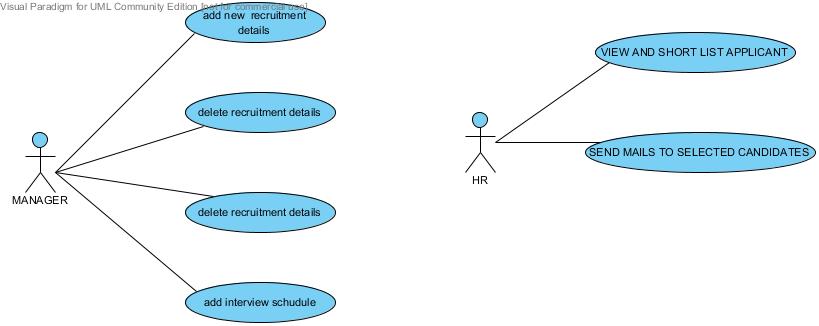 Visual Paradigm for UML Community Edition [not for commercial use]
add new recruitment
details
VIEW AND SHORT LIST APPLICANT
delete recruitment details
SEND MAILS TO SELECTED CANDIDATES
HR
MANAGER
delete recruitment details
add interview schudule